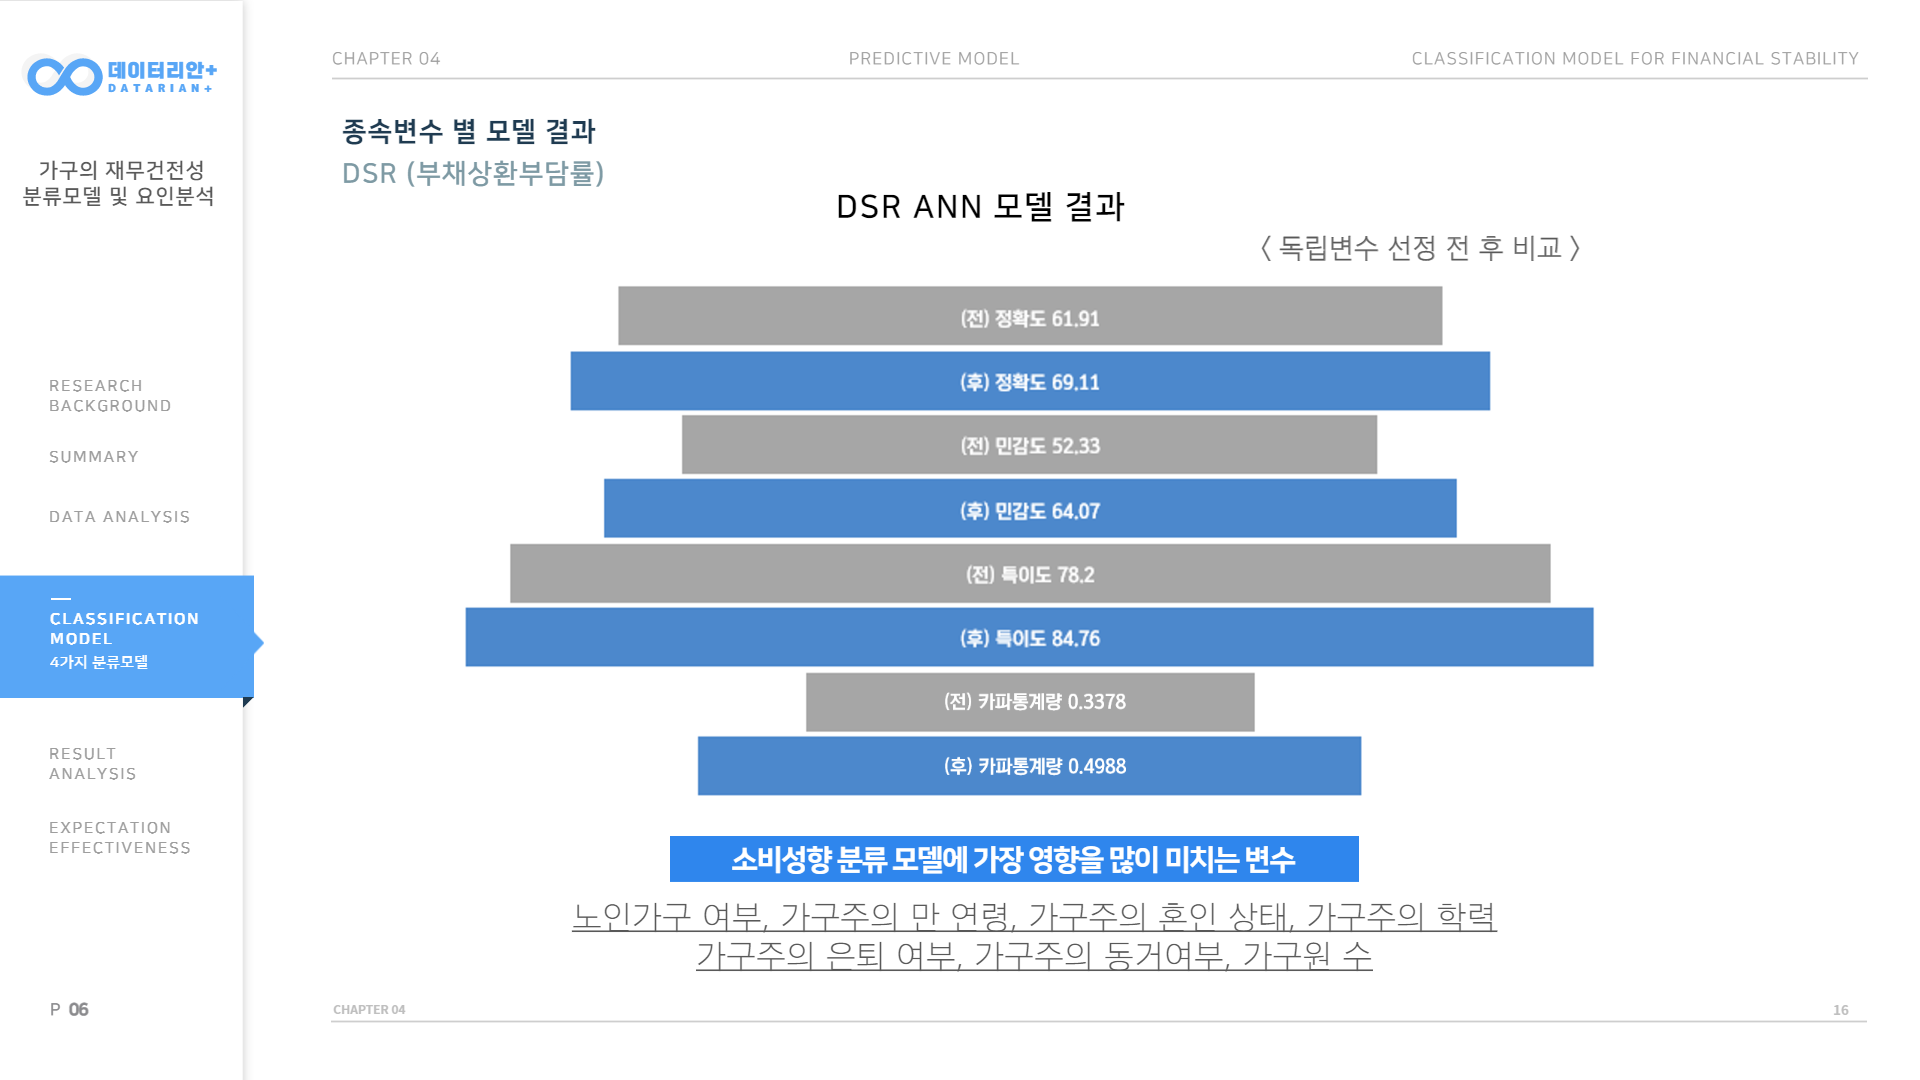 데이터리안+
DATARIAN+
가구의 재무건전성
분류모델 및 요인분석
RESEARCH
BACKGROUND
SUMMARY
DATA ANALYSIS
CLASSIFICATION
MODEL
4가지 분류모델
RESULT
ANALYSIS
EXPECTATION
EFFECTIVENESS
P 06
CHAPTER 04
PREDICTIVE MODEL
CLASSIFICATION MODEL FOR FINANCIAL STABILITY
종속변수 별 모델 결과
DSR (부채상환부담률)
DSR ANN 모델 결과
〈 독립변수 선정 전 후 비교 〉
(전) 정확도 61.91
(후) 정확도 69.11
(전) 민감도 52.33
(후) 민감도 64.07
(전) 특이도 78.2
(후) 특이도 84.76
(전) 카파통계량 0.3378
(후) 카파통계량 0.4988
소비성향 분류 모델에 가장 영향을 많이 미치는 변수
노인가구 여부, 가구주의 만 연령, 가구주의 혼인 상태, 가구주의 학력
가구주의 은퇴 여부, 가구주의 동거여부, 가구원 수
CHAPTER 04
16